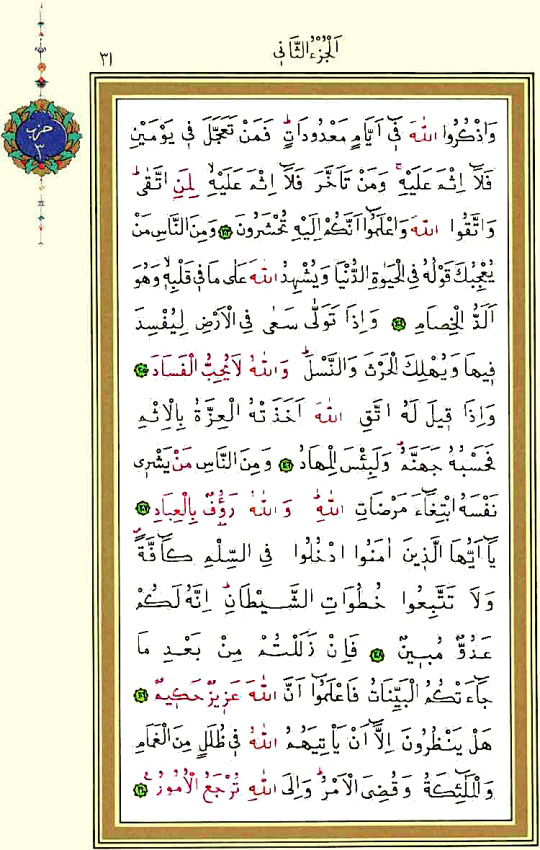 ٣١
اَلْجُزْءُ الثَّانٖي
حزب
٣
وَاذْكُرُوا اللّٰهَ فٖٓي اَيَّامٍ مَعْدُودَاتٍؕ فَمَنْ تَعَجَّلَ فٖي يَوْمَيْنِ
فَلَٓا اِثْمَ عَلَيْهِۚ وَمَنْ تَاَخَّرَ فَلَٓا اِثْمَ عَلَيْهِۙ لِمَنِ اتَّقٰىؕ
وَاتَّقُوا اللّٰهَ وَاعْلَمُٓوا اَنَّكُمْ اِلَيْهِ تُحْشَرُونَ ﴿٢٠٣﴾ وَمِنَ النَّاسِ مَنْ
يُعْجِبُكَ قَوْلُهُ فِي الْحَيٰوةِ الدُّنْيَا وَيُشْهِدُ اللّٰهَ عَلٰى مَا فٖي قَلْبِهٖۙ وَهُوَ
اَلَدُّ الْخِصَامِ ﴿٢٠٤﴾ وَاِذَا تَوَلّٰى سَعٰى فِي الْاَرْضِ لِيُفْسِدَ
فٖيهَا وَيُهْلِكَ الْحَرْثَ وَالنَّسْلَؕ وَاللّٰهُ لَا يُحِبُّ الْفَسَادَ ﴿٢٠٥﴾
وَاِذَا قٖيلَ لَهُ اتَّقِ اللّٰهَ اَخَذَتْهُ الْعِزَّةُ بِالْاِثْمِ
فَحَسْبُهُ جَهَنَّمُؕ وَلَبِئْسَ الْمِهَادُ ﴿٢٠٦﴾ وَمِنَ النَّاسِ مَنْ يَشْرٖي
نَفْسَهُ ابْتِغَٓاءَ مَرْضَاتِ اللّٰهِؕ وَاللّٰهُ رَؤُ۫فٌ بِالْعِبَادِ ﴿٢٠٧﴾
يَٓا اَيُّهَا الَّذٖينَ اٰمَنُوا ادْخُلُوا فِي السِّلْمِ كَٓافَّةًࣕ
وَلَا تَتَّبِعُوا خُطُوَاتِ الشَّيْطَانِؕ اِنَّهُ لَكُمْ
عَدُوٌّ مُبٖينٌ ﴿٢٠٨﴾ فَاِنْ زَلَلْتُمْ مِنْ بَعْدِ مَا
جَٓاءَتْكُمُ الْبَيِّنَاتُ فَاعْلَمُٓوا اَنَّ اللّٰهَ عَزٖيزٌ حَكٖيمٌ ﴿٢٠٩﴾
هَلْ يَنْظُرُونَ اِلَّٓا اَنْ يَأْتِيَهُمُ اللّٰهُ فٖي ظُلَلٍ مِنَ الْغَمَامِ
وَالْمَلٰٓئِكَةُ وَقُضِيَ الْاَمْرُؕ وَاِلَى اللّٰهِ تُرْجَعُ الْاُمُورُ ﴿٢١٠﴾